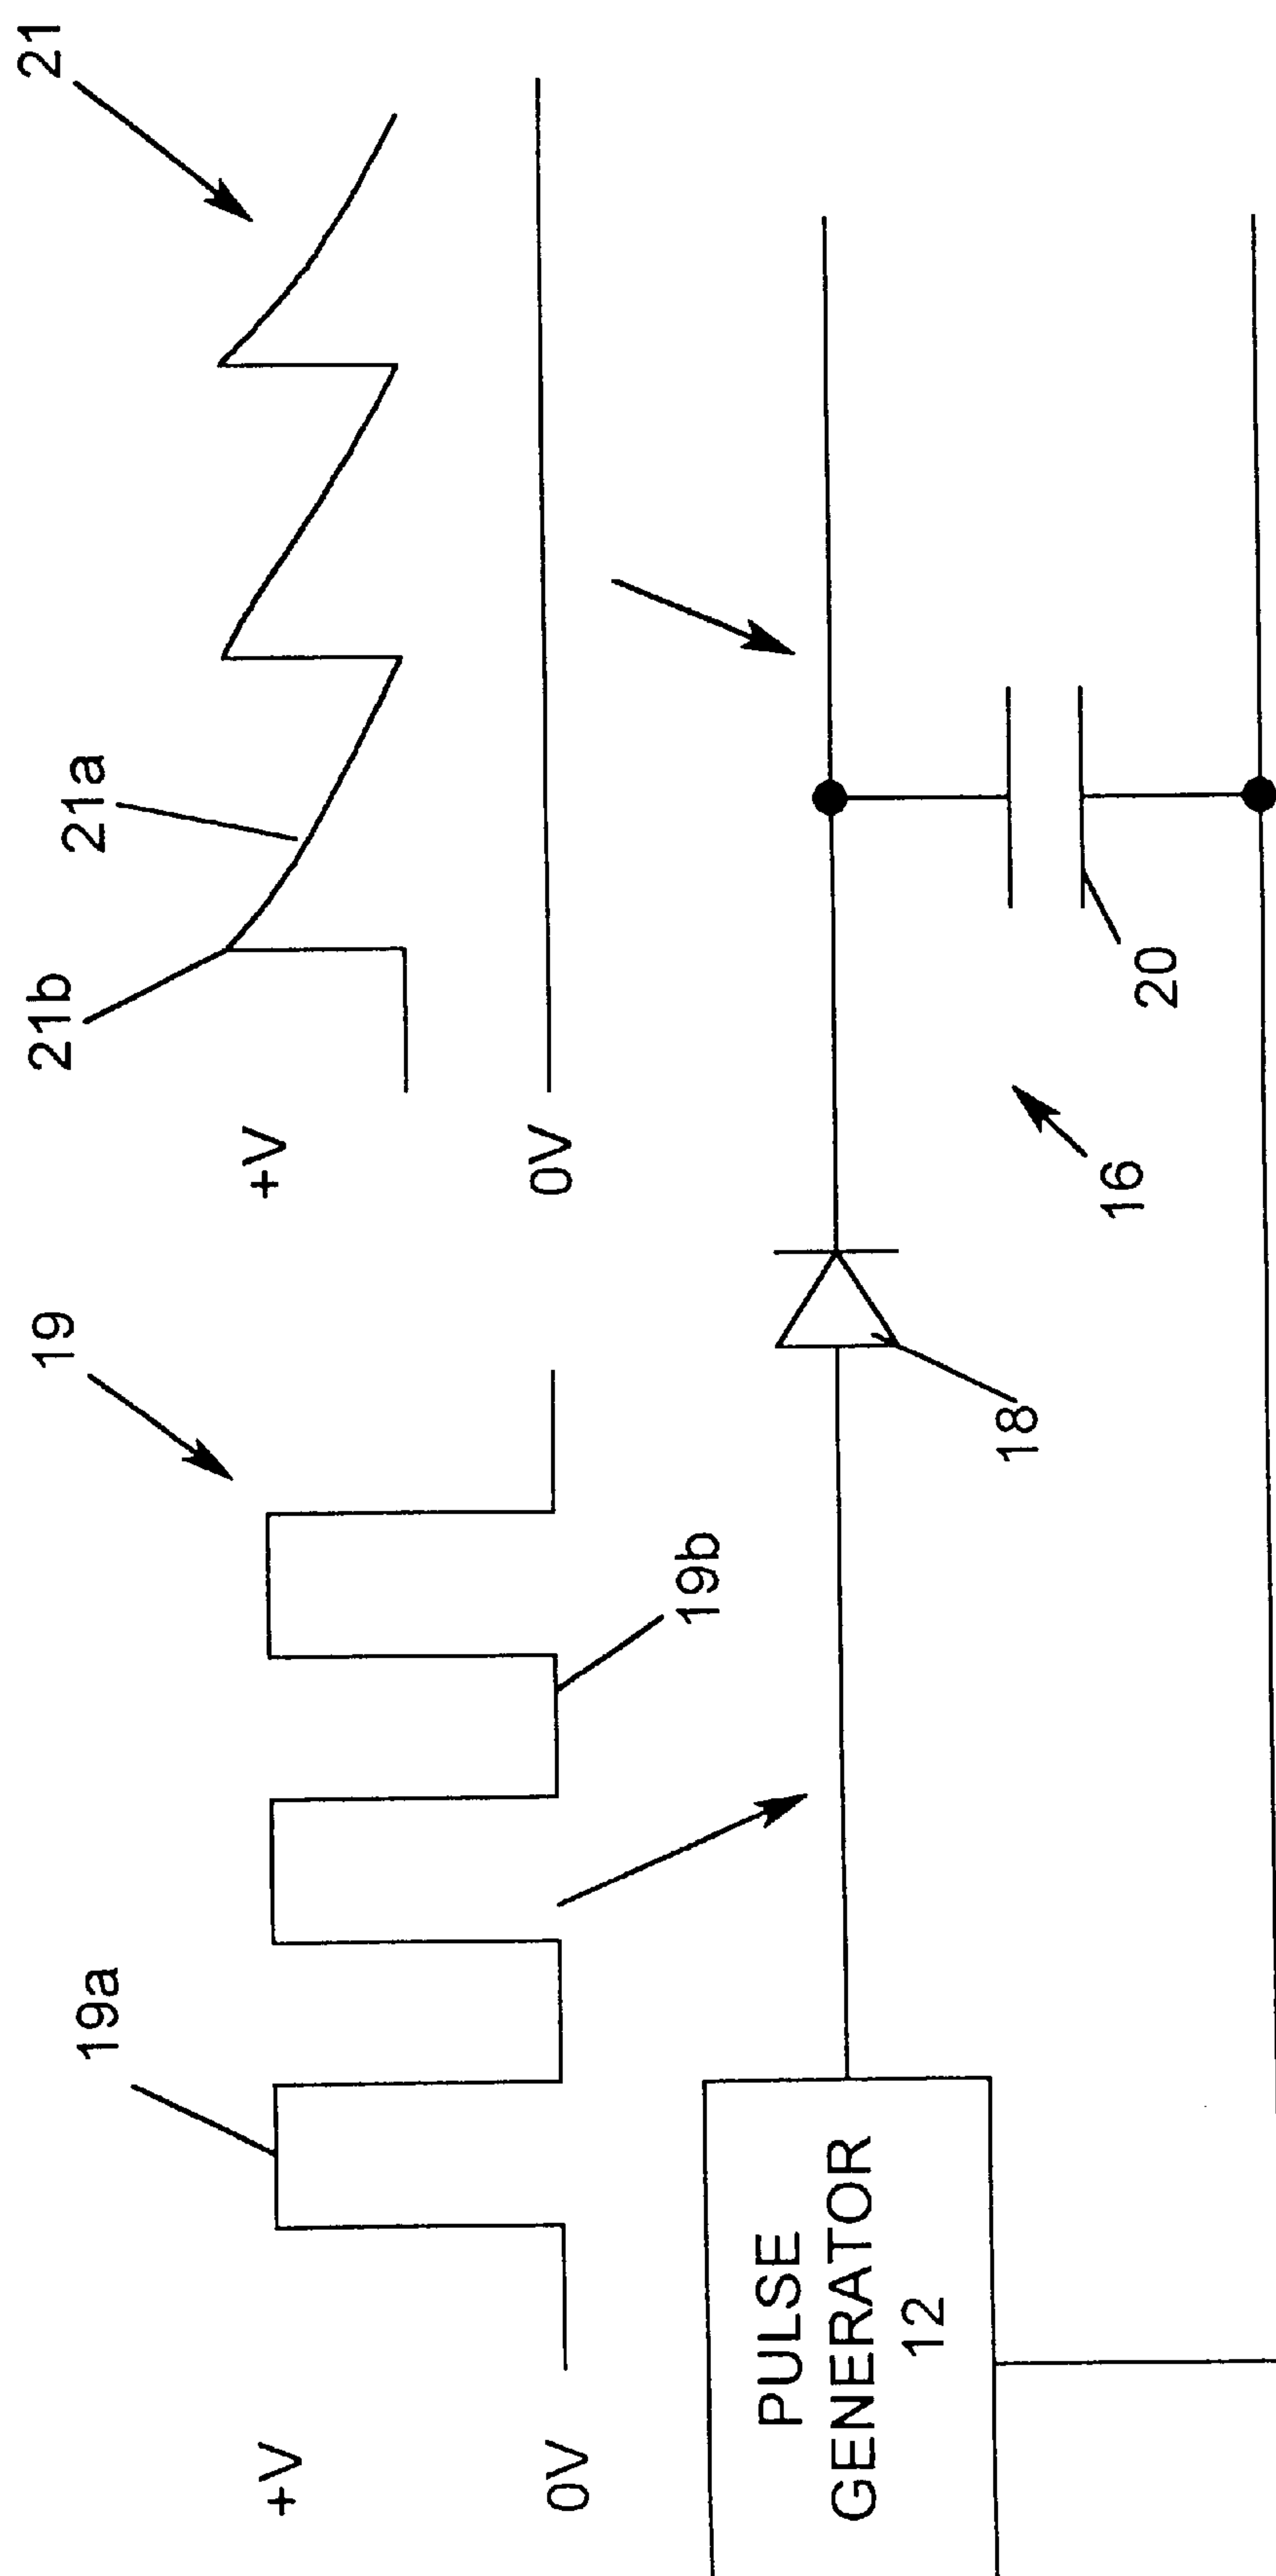 19a
19
21b
21a
21
+V
+V
0V
0V
19b
PULSE
GENERATOR
12
18
16
20